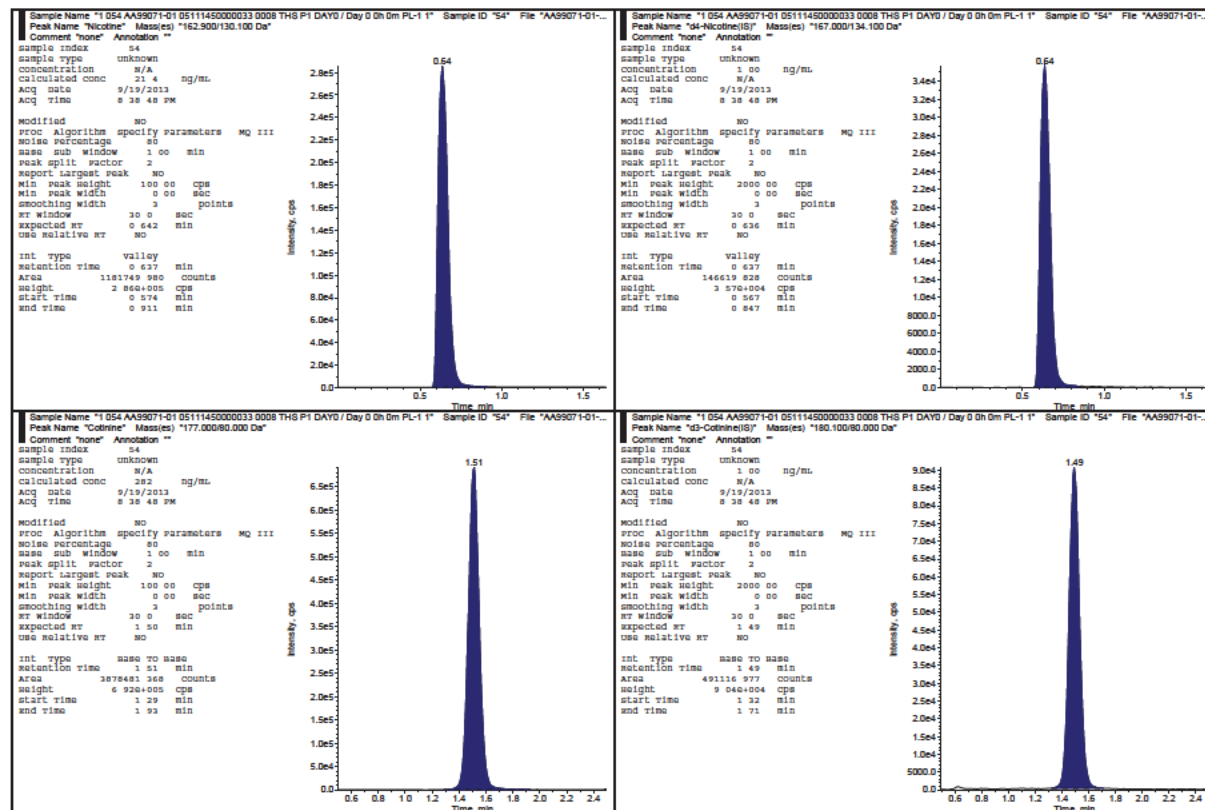 Sample Name "1 054 AA99071-01 05111450000033 0008 THS P1 DAY0 / Day 0 0h 0m PL-1 1" Sample ID "54" File "AA99071-01-...
Peak Name "Nicotine" Mass(es) "162.900/130.100 Da"
Comment "none" Annotation ""
Sample Index 54
Sample Type Unknown
Concentration N/A
Calculated Conc 21 4 ng/mL
Acq Date 9/19/2013
Acq Time 8 38 48 PM
Modified No
Proc Algorithm Specify Parameters MQ III
Noise Percentage 80
Base Sub Window 1 00 min
Peak Split Factor 2
Report Largest Peak No
Min Peak Height 100 00 cps
Min Peak Width 0 00 sec
Smoothing Width 3 points
RT Window 30 0 sec
Expected RT 0 642 min
Use Relative RT No
Int Type Valley
Retention Time 0 637 min
Area 1181749 980 counts
Height 2 86e+005 cps
Start Time 0 574 min
End Time 0 911 min
0.64
Intensity, cps
2.8e5
2.6e5
2.4e5
2.2e5
2.0e5
1.8e5
1.6e5
1.4e5
1.2e5
1.0e5
8.0e4
6.0e4
4.0e4
2.0e4
0.0
0.5 1.0 1.5
Time, min
Sample Name "1 054 AA99071-01 05111450000033 0008 THS P1 DAY0 / Day 0 0h 0m PL-1 1" Sample ID "54" File "AA99071-01-...
Peak Name "d4-Nicotine(IS)" Mass(es) "167.000/134.100 Da"
Comment "none" Annotation ""
Sample Index 54
Sample Type Unknown
Concentration 1 00 ng/mL
Calculated Conc N/A
Acq Date 9/19/2013
Acq Time 8 38 48 PM
Modified No
Proc Algorithm Specify Parameters MQ III
Noise Percentage 80
Base Sub Window 1 00 min
Peak Split Factor 2
Report Largest Peak No
Min Peak Height 2000 00 cps
Min Peak Width 0 00 sec
Smoothing Width 3 points
RT Window 30 0 sec
Expected RT 0 636 min
Use Relative RT No
Int Type Valley
Retention Time 0 637 min
Area 146619 828 counts
Height 3 57e+004 cps
Start Time 0 567 min
End Time 0 847 min
0.64
Intensity, cps
3.4e4
3.2e4
3.0e4
2.8e4
2.6e4
2.4e4
2.2e4
2.0e4
1.8e4
1.6e4
1.4e4
1.2e4
1.0e4
8000.0
6000.0
4000.0
2000.0
0.0
0.5 1.0 1.5
Time, min
Sample Name "1 054 AA99071-01 05111450000033 0008 THS P1 DAY0 / Day 0 0h 0m PL-1 1" Sample ID "54" File "AA99071-01-...
Peak Name "Cotinine" Mass(es) "177.000/80.000 Da"
Comment "none" Annotation ""
Sample Index 54
Sample Type Unknown
Concentration N/A
Calculated Conc 282 ng/mL
Acq Date 9/19/2013
Acq Time 8 38 48 PM
Modified No
Proc Algorithm Specify Parameters MQ III
Noise Percentage 80
Base Sub Window 1 00 min
Peak Split Factor 2
Report Largest Peak No
Min Peak Height 100 00 cps
Min Peak Width 0 00 sec
Smoothing Width 3 points
RT Window 30 0 sec
Expected RT 1 50 min
Use Relative RT No
Int Type Base To Base
Retention Time 1 51 min
Area 3878481 368 counts
Height 6 92e+005 cps
Start Time 1 29 min
End Time 1 93 min
1.51
Intensity, cps
6.5e5
6.0e5
5.5e5
5.0e5
4.5e5
4.0e5
3.5e5
3.0e5
2.5e5
2.0e5
1.5e5
1.0e5
5.0e4
0.0
0.6 0.8 1.0 1.2 1.4 1.6 1.8 2.0 2.2 2.4
Time, min
Sample Name "1 054 AA99071-01 05111450000033 0008 THS P1 DAY0 / Day 0 0h 0m PL-1 1" Sample ID "54" File "AA99071-01-...
Peak Name "d3-Cotinine(IS)" Mass(es) "180.100/80.000 Da"
Comment "none" Annotation ""
Sample Index 54
Sample Type Unknown
Concentration 1 00 ng/mL
Calculated Conc N/A
Acq Date 9/19/2013
Acq Time 8 38 48 PM
Modified No
Proc Algorithm Specify Parameters MQ III
Noise Percentage 80
Base Sub Window 1 00 min
Peak Split Factor 2
Report Largest Peak No
Min Peak Height 2000 00 cps
Min Peak Width 0 00 sec
Smoothing Width 3 points
RT Window 30 0 sec
Expected RT 1 49 min
Use Relative RT No
Int Type Base To Base
Retention Time 1 49 min
Area 491116 977 counts
Height 9 04e+004 cps
Start Time 1 32 min
End Time 1 71 min
1.49
Intensity, cps
9.0e4
8.5e4
8.0e4
7.5e4
7.0e4
6.5e4
6.0e4
5.5e4
5.0e4
4.5e4
4.0e4
3.5e4
3.0e4
2.5e4
2.0e4
1.5e4
1.0e4
5000.0
0.0
0.6 0.8 1.0 1.2 1.4 1.6 1.8 2.0 2.2 2.4
Time, min